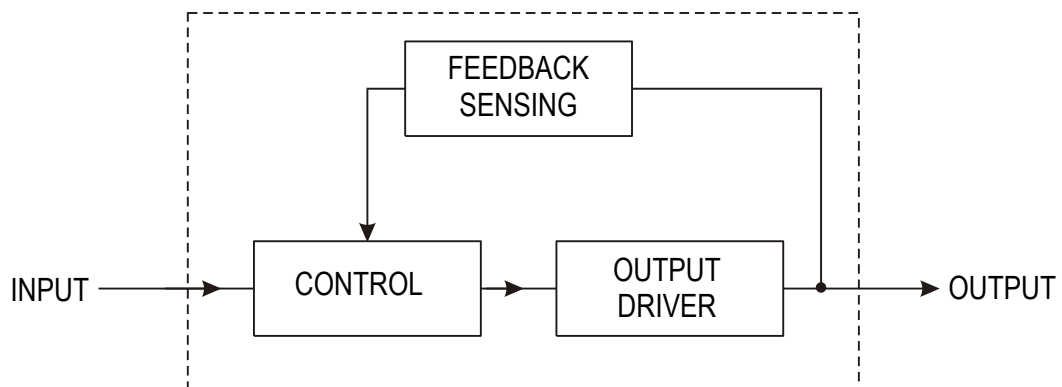 FEEDBACK
SENSING
INPUT
CONTROL
OUTPUT
DRIVER
OUTPUT